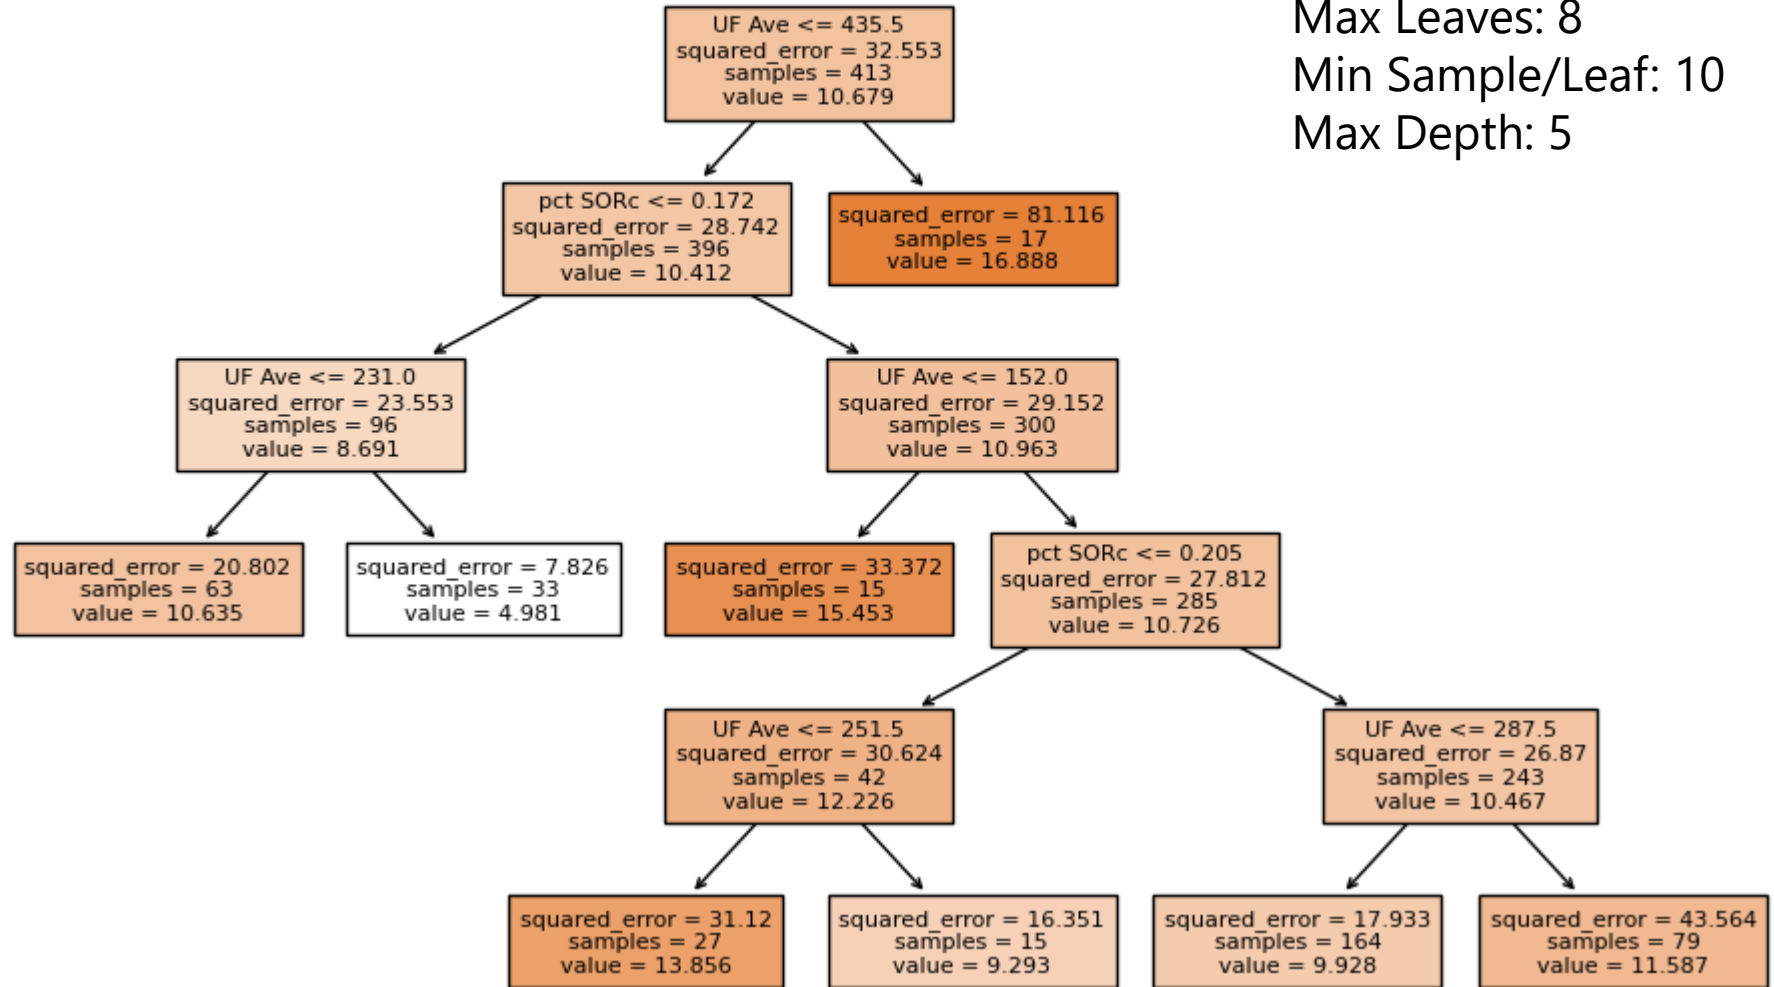 UF Ave <= 435.5
squared_error = 32.553
samples = 413
value = 10.679
Max Leaves: 8
Min Sample/Leaf: 10
Max Depth: 5
pct SORc <= 0.172
squared_error = 28.742
samples = 396
value = 10.412
squared_error = 81.116
samples = 17
value = 16.888
UF Ave <= 231.0
squared_error = 23.553
samples = 96
value = 8.691
UF Ave <= 152.0
squared_error = 29.152
samples = 300
value = 10.963
squared_error = 20.802
samples = 63
value = 10.635
squared_error = 7.826
samples = 33
value = 4.981
squared_error = 33.372
samples = 15
value = 15.453
pct SORc <= 0.205
squared_error = 27.812
samples = 285
value = 10.726
UF Ave <= 251.5
squared_error = 30.624
samples = 42
value = 12.226
UF Ave <= 287.5
squared_error = 26.87
samples = 243
value = 10.467
squared_error = 31.12
samples = 27
value = 13.856
squared_error = 16.351
samples = 15
value = 9.293
squared_error = 17.933
samples = 164
value = 9.928
squared_error = 43.564
samples = 79
value = 11.587